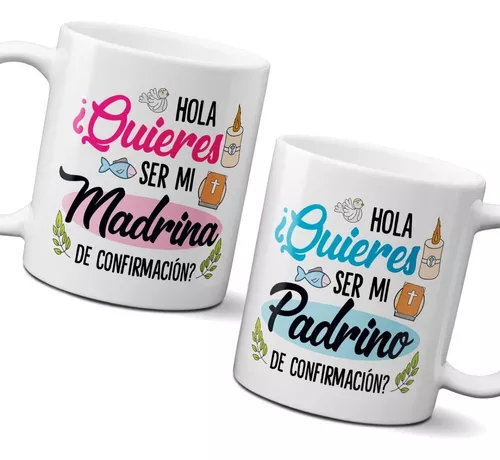 HOLA
¿Quieres
SER MI
Madrina
DE CONFIRMACIÓN?
HOLA
¿Quieres
SER MI
Padrino
DE CONFIRMACIÓN?